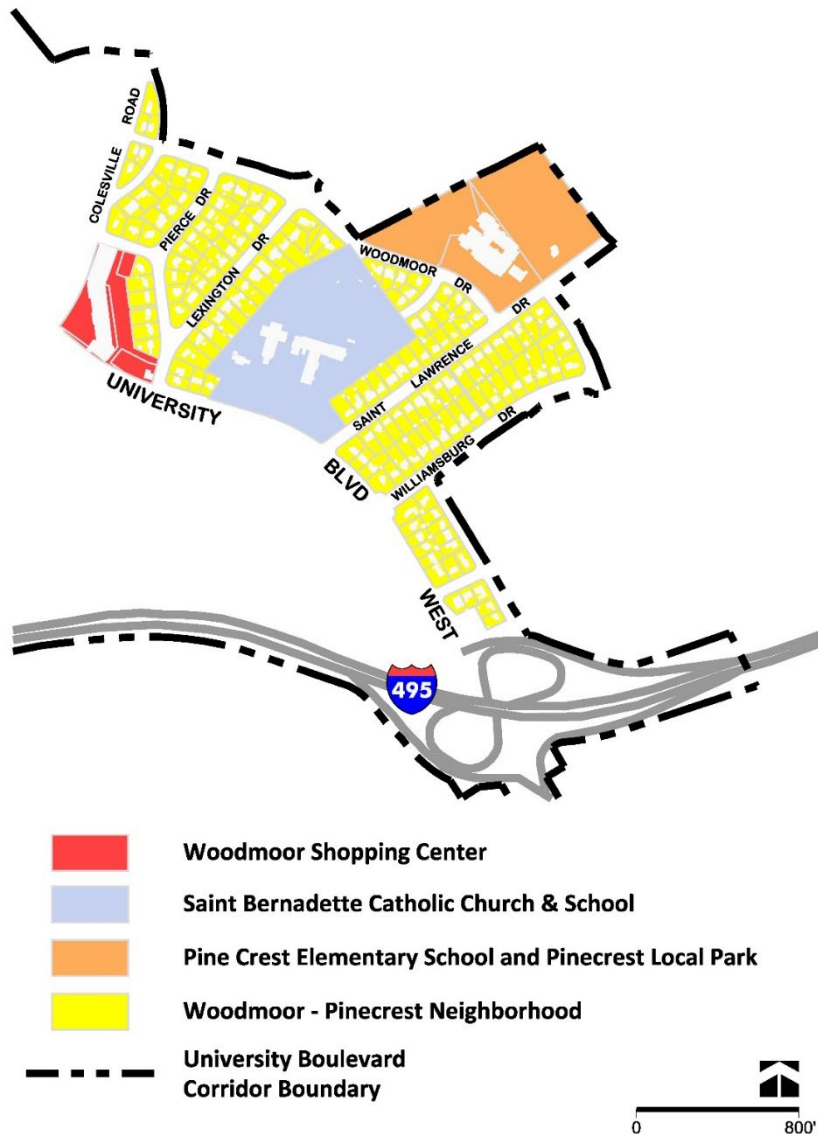 COLESVILLE ROAD
PIERCE DR
LEXINGTON DR
WOODMOOR DR
SAINT LAWRENCE DR
WILLIAMSBURG DR
UNIVERSITY BLVD WEST
495
Woodmoor Shopping Center
Saint Bernadette Catholic Church & School
Pine Crest Elementary School and Pinecrest Local Park
Woodmoor - Pinecrest Neighborhood
University Boulevard
Corridor Boundary
0 800'